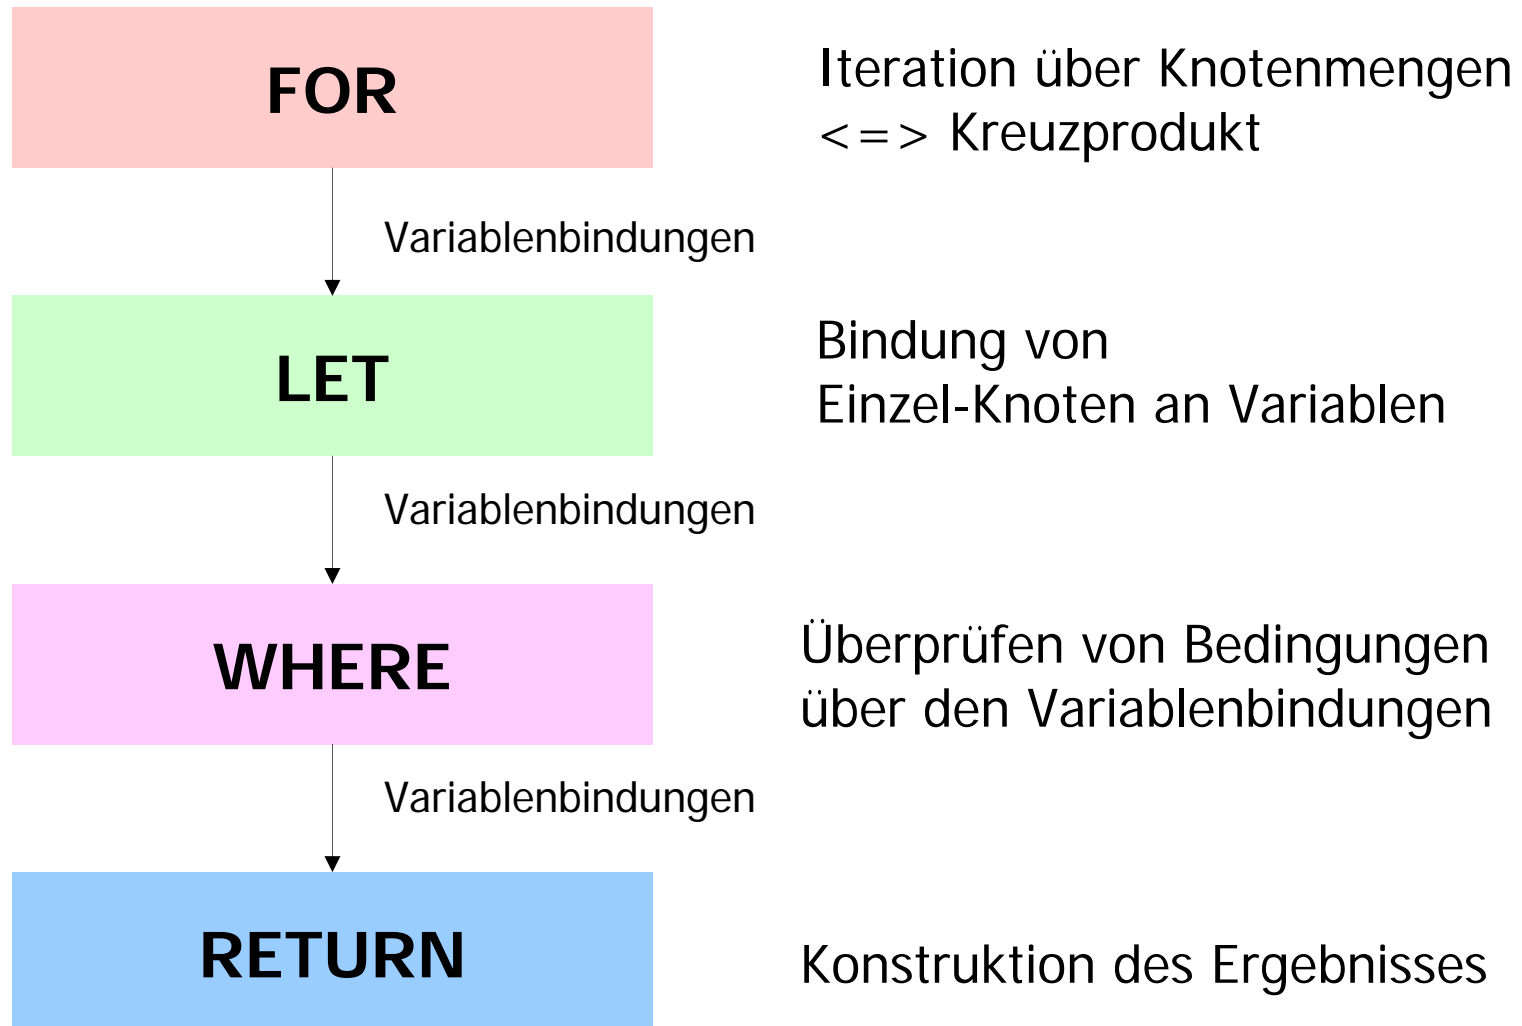 FOR
Iteration über Knotenmengen
<=> Kreuzprodukt
Variablenbindungen
LET
Bindung von
Einzel-Knoten an Variablen
Variablenbindungen
WHERE
Überprüfen von Bedingungen
über den Variablenbindungen
Variablenbindungen
RETURN
Konstruktion des Ergebnisses